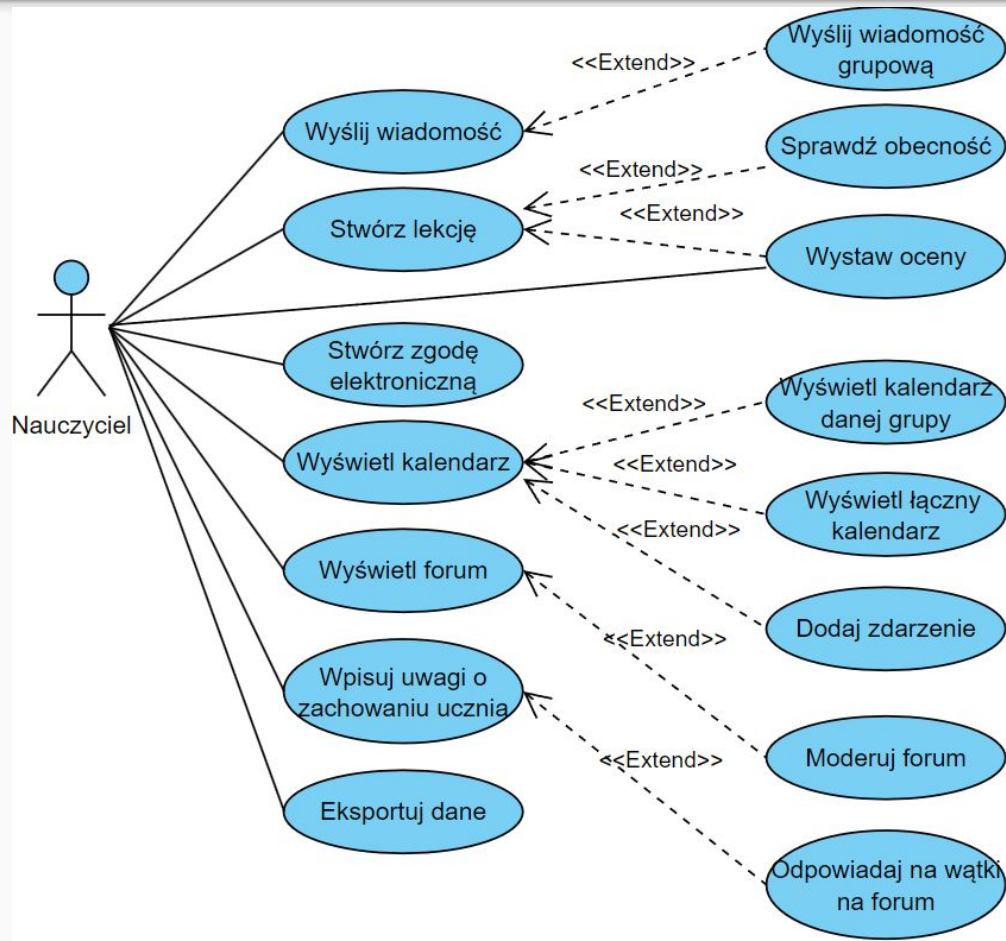 Wyślij wiadomość
grupową
<<Extend>>
Wyślij wiadomość
Sprawdź obecność
<<Extend>>
<<Extend>>
Stwórz lekcję
Wystaw oceny
Stwórz zgodę
elektroniczną
Nauczyciel
Wyświetl kalendarz
danej grupy
<<Extend>>
Wyświetl kalendarz
<<Extend>>
Wyświetl łączny
kalendarz
<<Extend>>
Wyświetl forum
Dodaj zdarzenie
<<Extend>>
Wpisuj uwagi o
zachowaniu ucznia
Moderuj forum
<<Extend>>
Eksportuj dane
Odpowiadaj na wątki
na forum